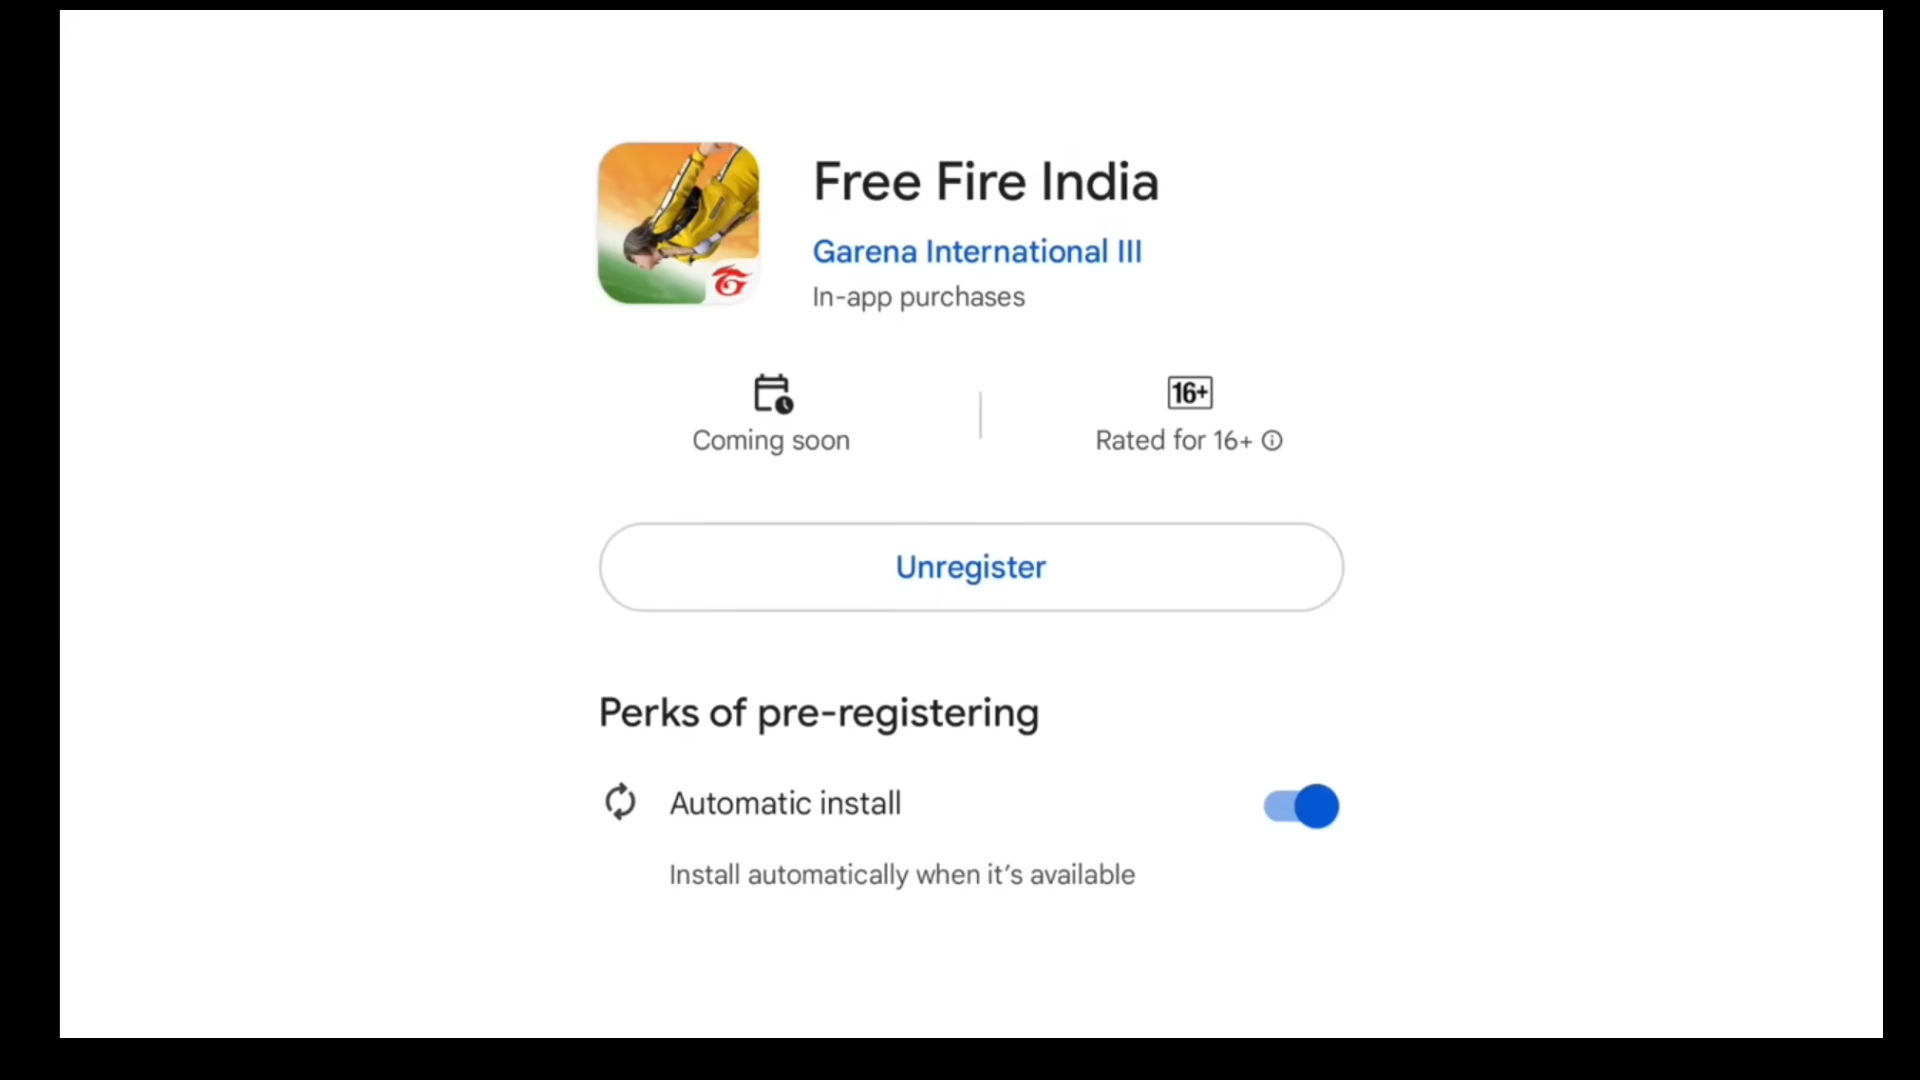 Free Fire India
Garena International III
In-app purchases
16+
Coming soon
Rated for 16+
Unregister
Perks of pre-registering
Automatic install
Install automatically when it's available